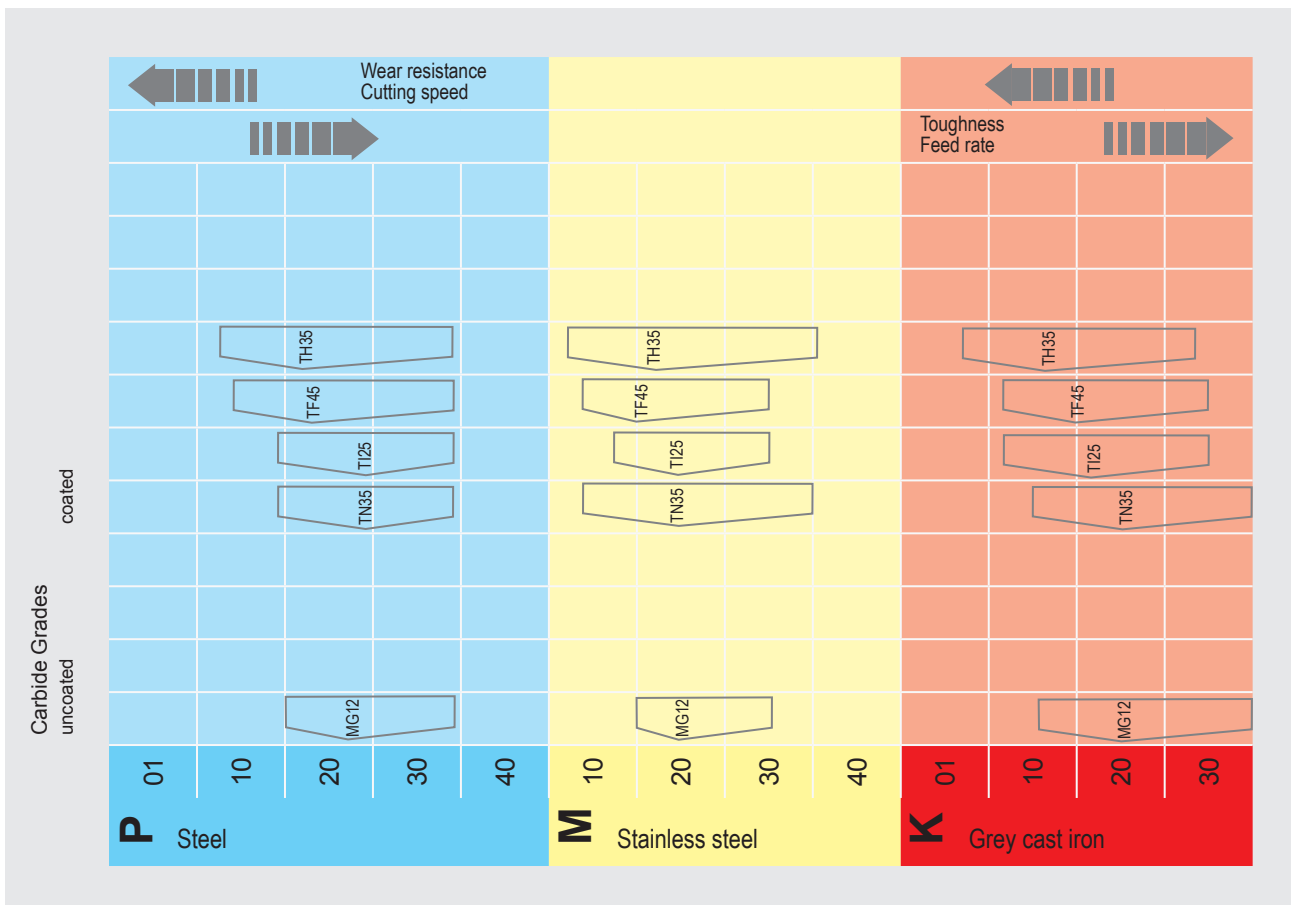 Wear resistance
Cutting speed
Toughness
Feed rate
TH35
TH35
TH35
TF45
TF45
TF45
TI25
TI25
TI25
TN35
TN35
TN35
MG12
MG12
MG12
Carbide Grades
uncoated
coated
01
10
20
30
40
10
20
30
40
01
10
20
30
P
Steel
M
Stainless steel
K
Grey cast iron